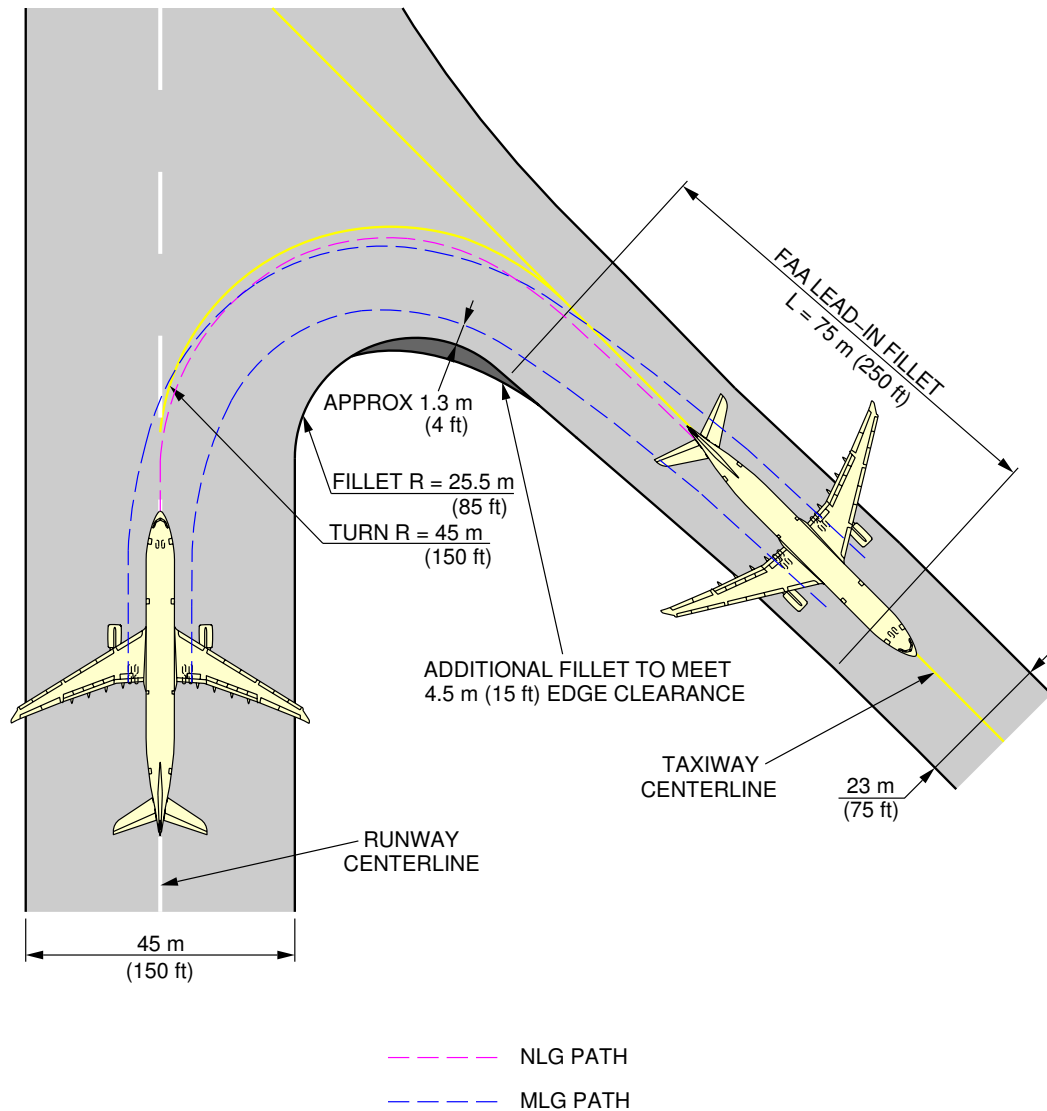 FAA LEAD–IN FILLET
L = 75 m (250 ft)
APPROX 1.3 m
(4 ft)
FILLET R = 25.5 m
(85 ft)
TURN R = 45 m
(150 ft)
ADDITIONAL FILLET TO MEET
4.5 m (15 ft) EDGE CLEARANCE
TAXIWAY
CENTERLINE
23 m
(75 ft)
RUNWAY
CENTERLINE
45 m
(150 ft)
NLG PATH
MLG PATH